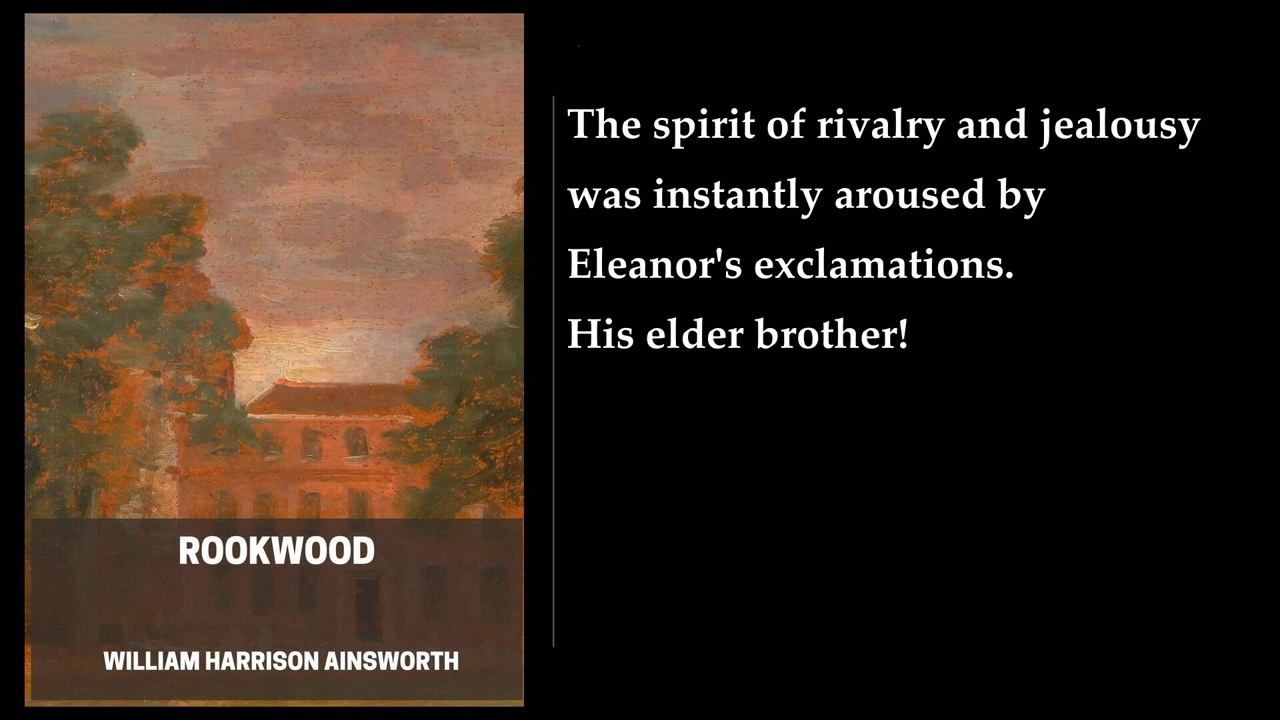 ROOKWOOD
WILLIAM HARRISON AINSWORTH
The spirit of rivalry and jealousy
was instantly aroused by
Eleanor's exclamations.
His elder brother!